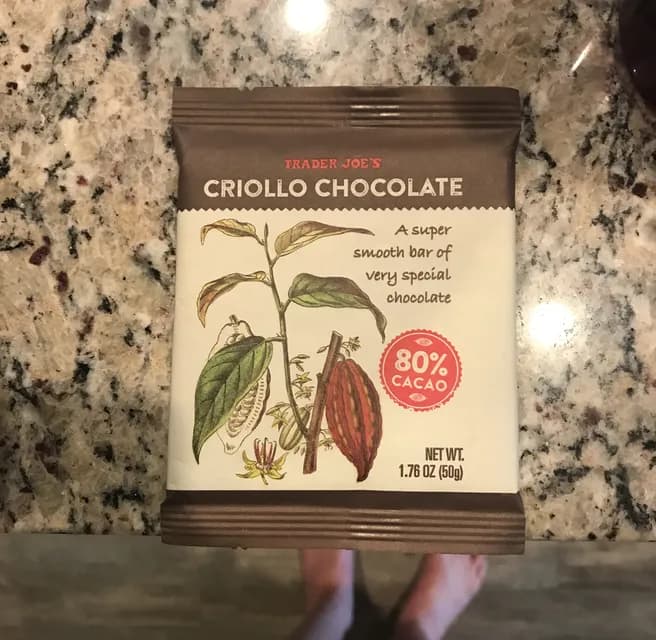 TRADER JOE'S
CRIOLLO CHOCOLATE
A super
smooth bar of
very special
chocolate
80%
CACAO
NET WT.
1.76 OZ (50g)